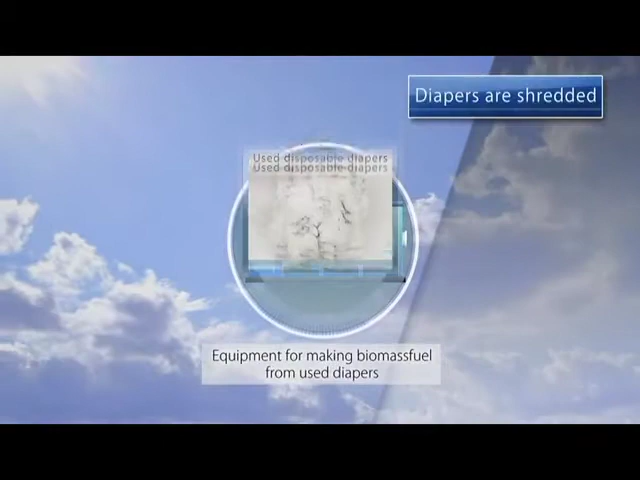 Diapers are shredded
Used disposable diapers
Used disposable diapers
Equipment for making biomassfuel
from used diapers